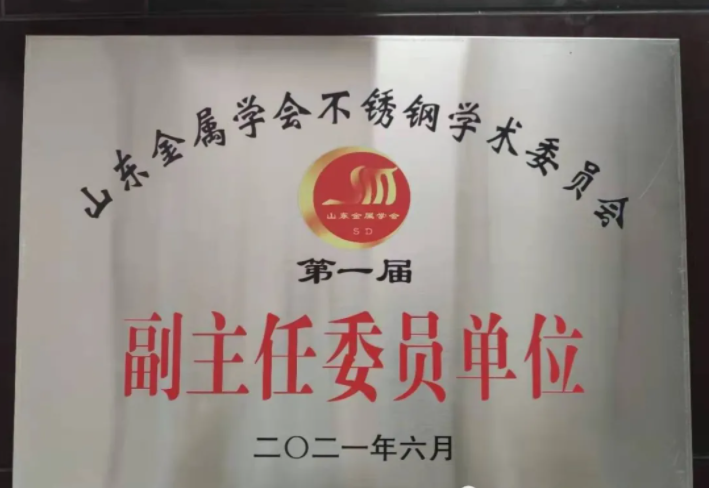 山东金属学会不锈钢学术委员会
山东金属学会
SD
第一届
副主任委员单位
二〇二一年六月